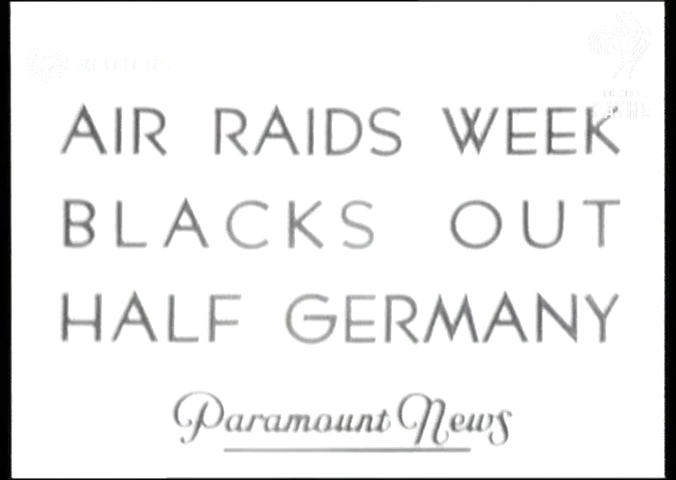 AIR RAIDS WEEK
BLACKS OUT
HALF GERMANY
Paramount News